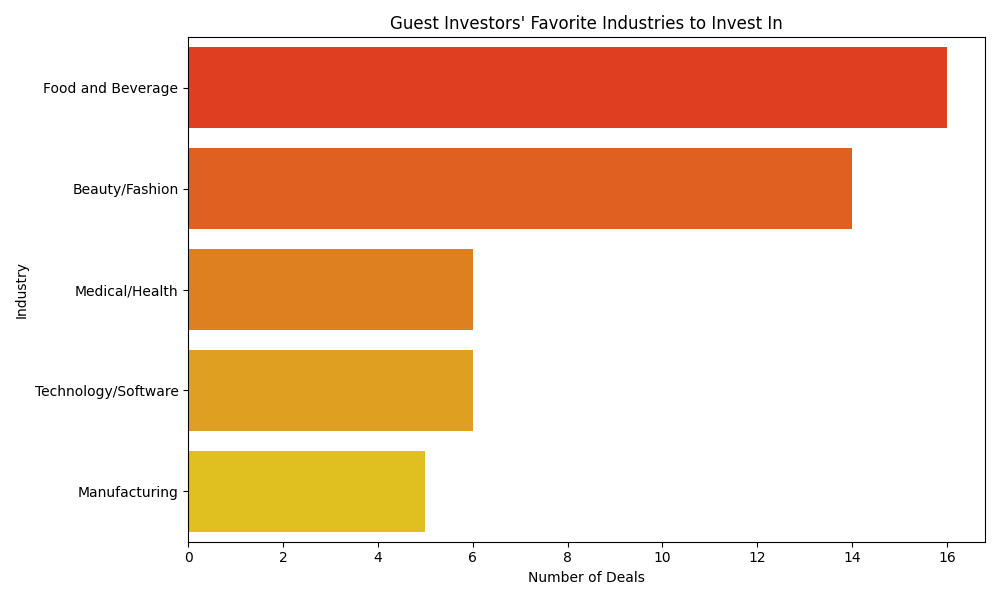 Guest Investors' Favorite Industries to Invest In
Industry
Food and Beverage
Beauty/Fashion
Medical/Health
Technology/Software
Manufacturing
0 2 4 6 8 10 12 14 16
Number of Deals